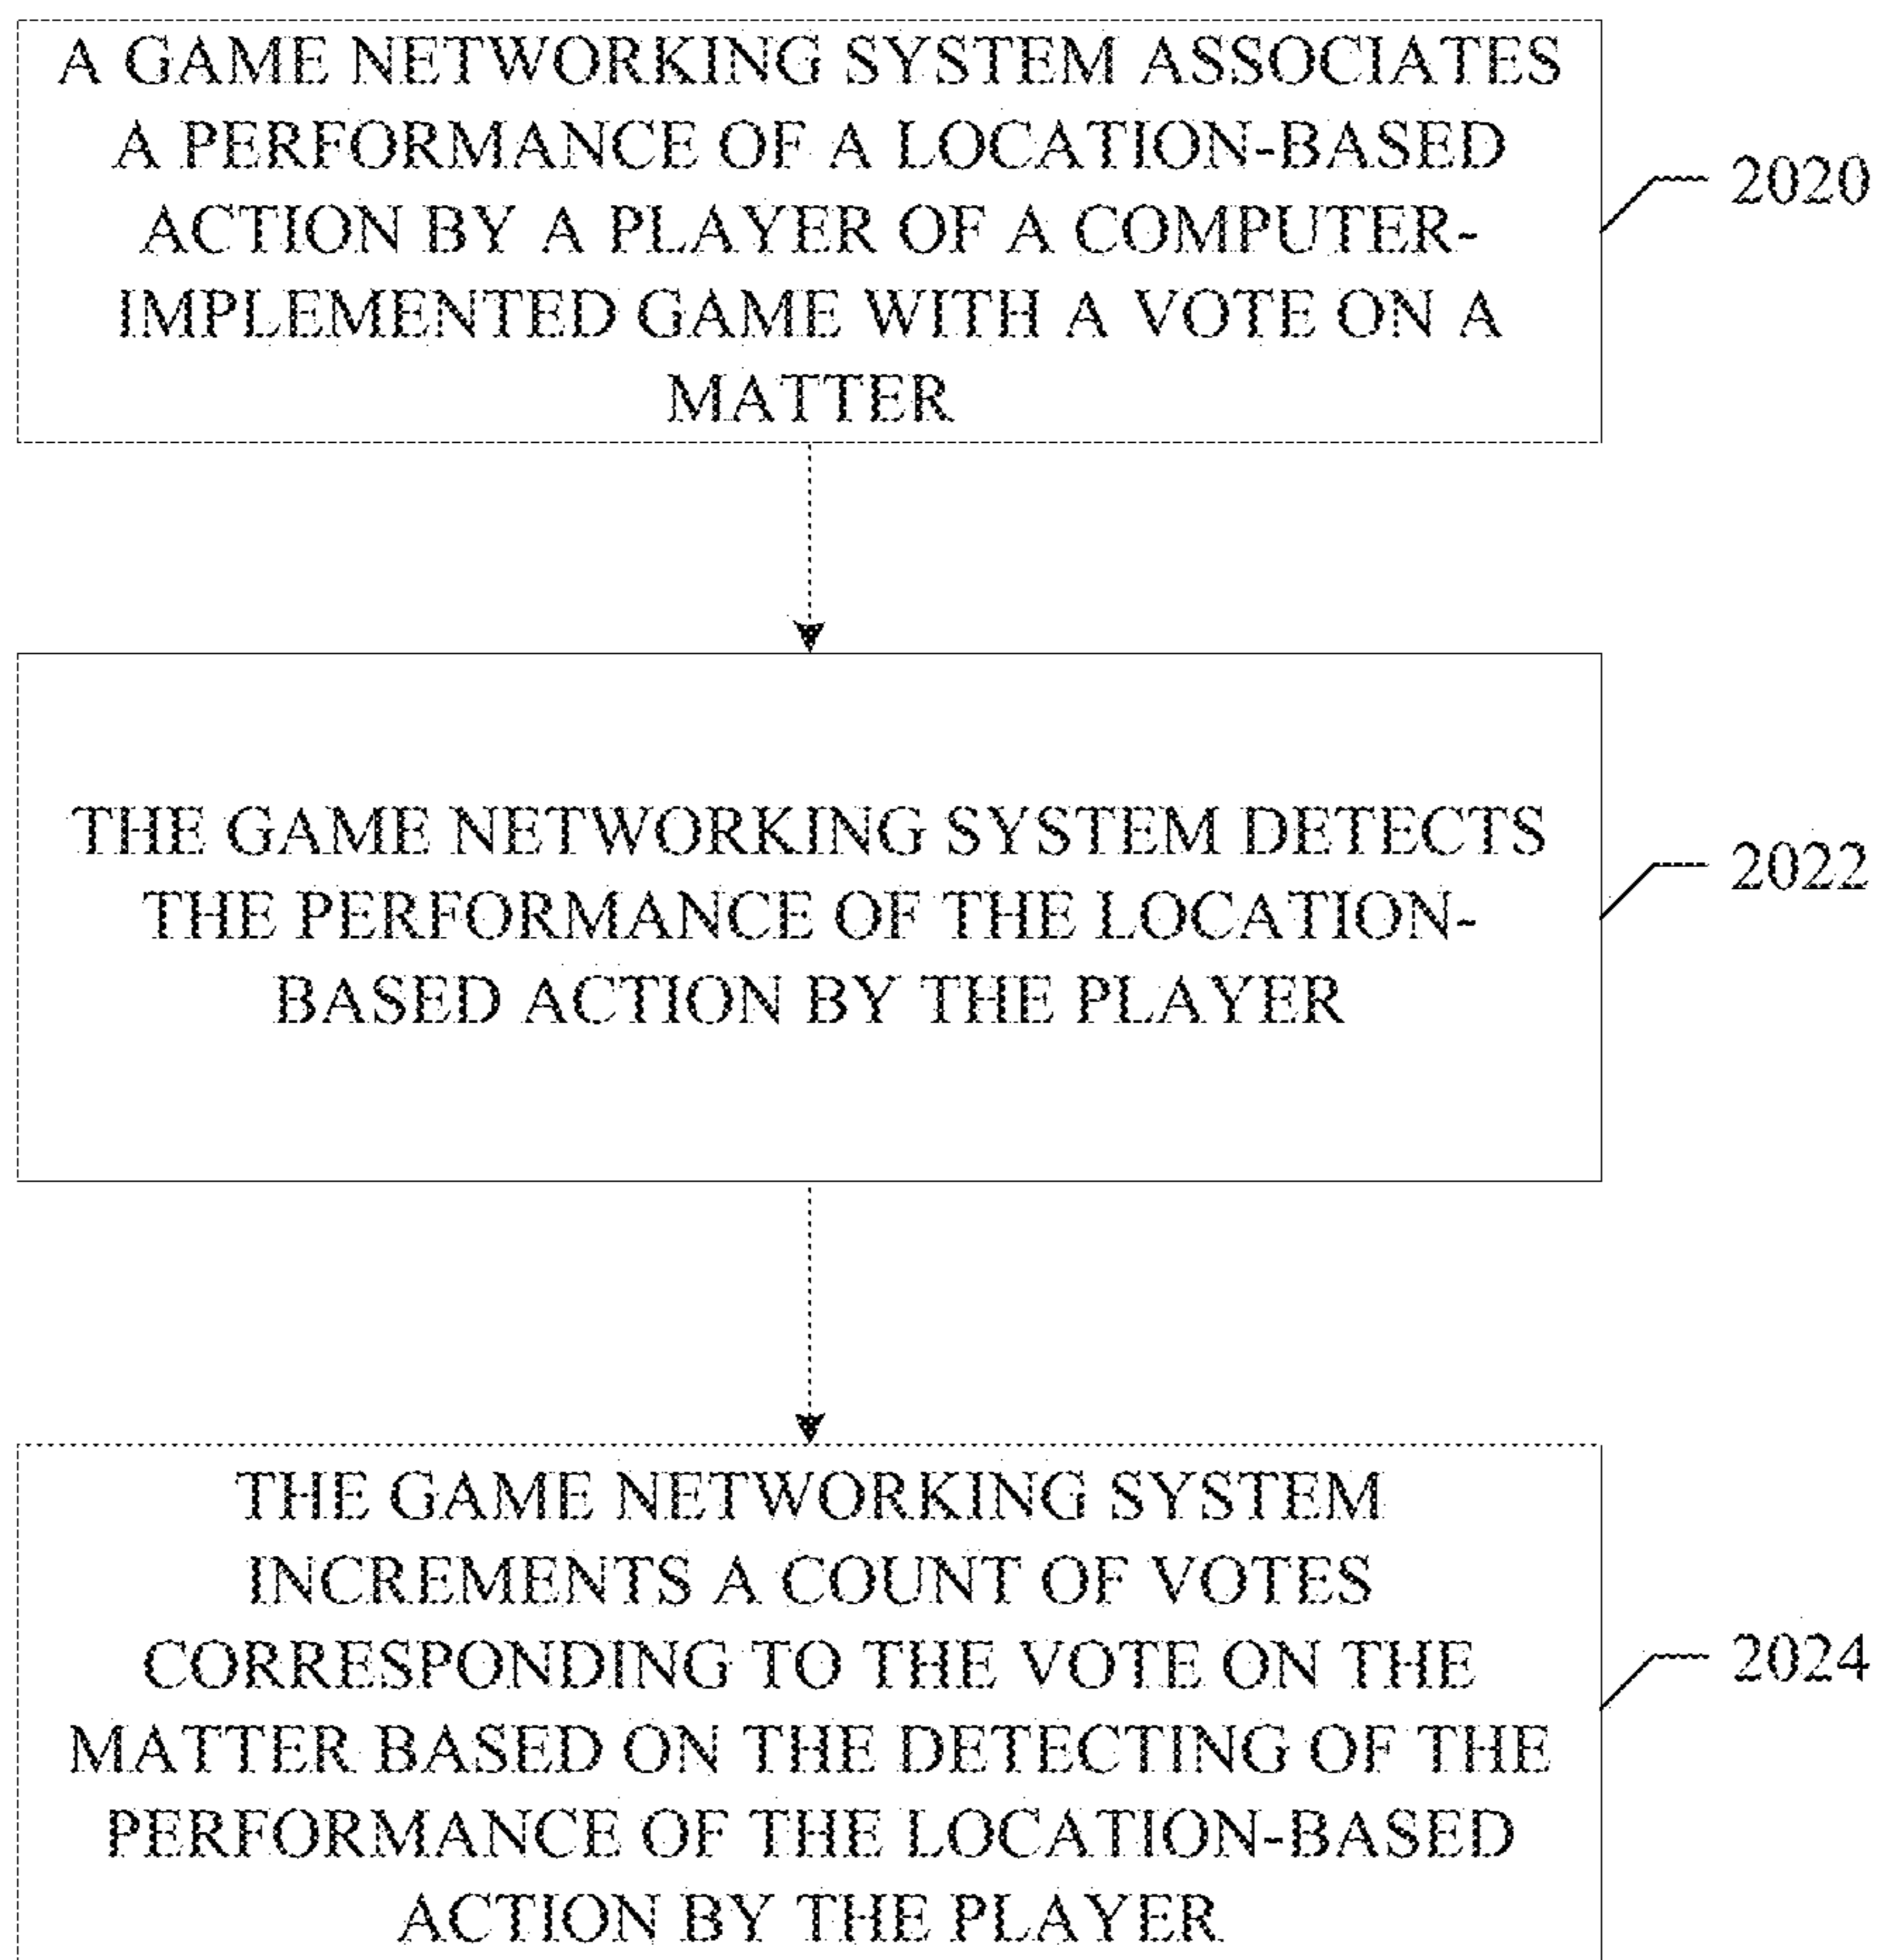 A GAME NETWORKING SYSTEM ASSOCIATES
A PERFORMANCE OF A LOCATION-BASED
ACTION BY A PLAYER OF A COMPUTER-
IMPLEMENTED GAME WITH A VOTE ON A
MATTER
2020
THE GAME NETWORKING SYSTEM DETECTS
THE PERFORMANCE OF THE LOCATION-
BASED ACTION BY THE PLAYER
2022
THE GAME NETWORKING SYSTEM
INCREMENTS A COUNT OF VOTES
CORRESPONDING TO THE VOTE ON THE
MATTER BASED ON THE DETECTING OF THE
PERFORMANCE OF THE LOCATION-BASED
ACTION BY THE PLAYER
2024